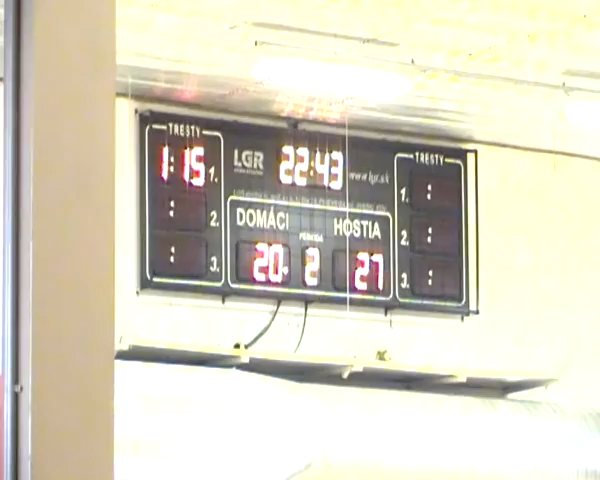 TRESTY
1:15 1.
: 2.
: 3.
LGR
22:43
www.lgr.sk
DOMÁCI
HOSTIA
PERIÓDA
20
2
27
TRESTY
1. :
2. :
3. :